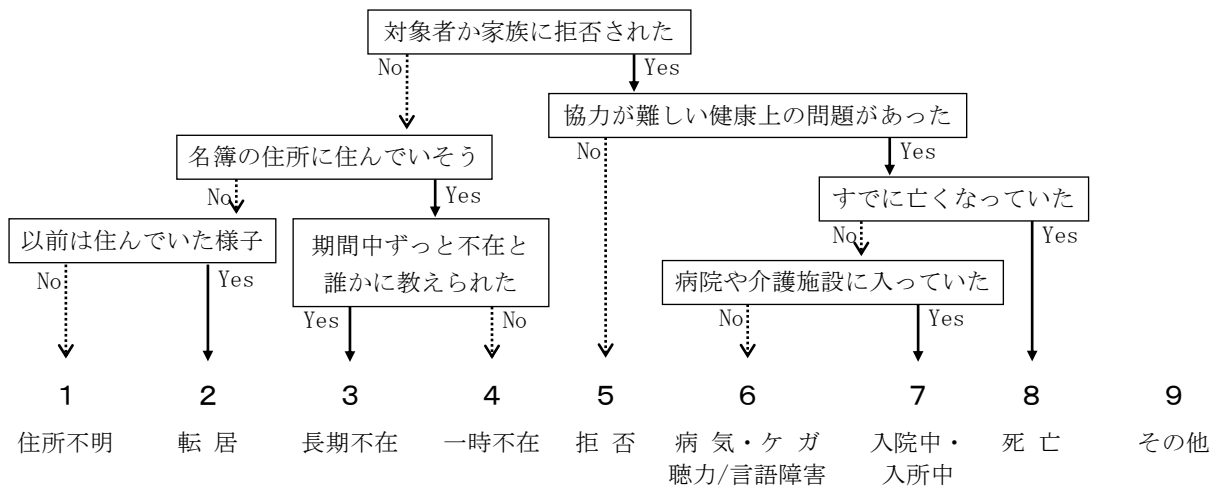 対象者か家族に拒否された
No
Yes
協力が難しい健康上の問題があった
名簿の住所に住んでいそう
No
Yes
No
Yes
すでに亡くなっていた
以前は住んでいた様子
期間中ずっと不在と
誰かに教えられた
No
Yes
病院や介護施設に入っていた
No
Yes
Yes
No
No
Yes
1 2 3 4 5 6 7 8 9
住所不明 転 居 長期不在 一時不在 拒 否 病 気・ケ ガ 入院中・ 死 亡 その他
聴力/言語障害 入所中